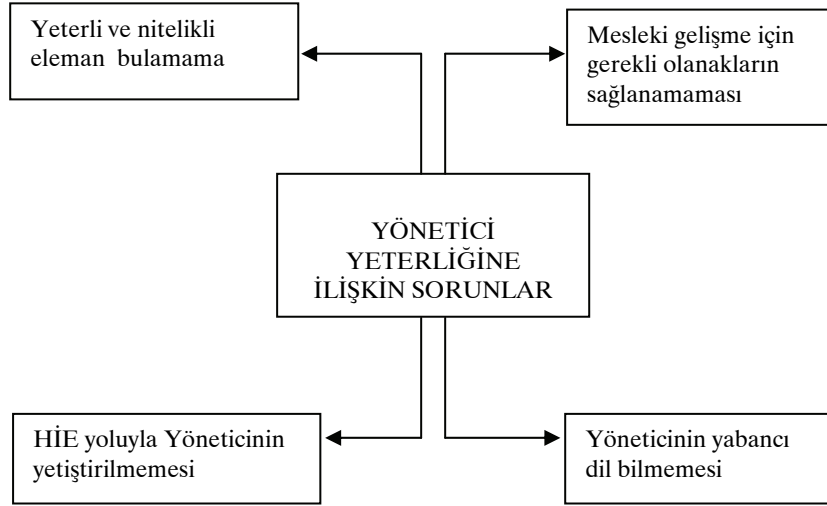 Yeterli ve nitelikli
eleman bulamama
Mesleki gelişme için
gerekli olanakların
sağlanamaması
YÖNETİCİ
YETERLİĞİNE
İLİŞKİN SORUNLAR
HİE yoluyla Yöneticinin
yetiştirilmemesi
Yöneticinin yabancı
dil bilmemesi